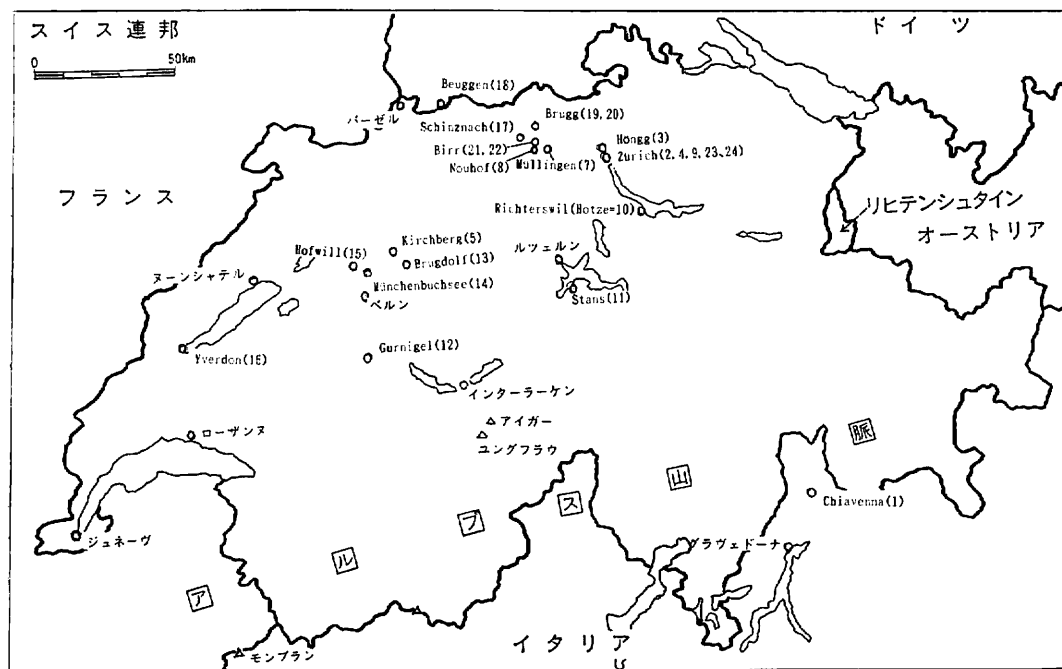 スイス連邦
ドイツ
0 50km
Beuggen(18)
バーゼル
Brugg(19,20)
Schinznach(17)
Höngg(3)
Birr(21,22)
Zurich(2,4,9,23~24)
Nouhof(8)
Müllingen(7)
フランス
Richterswil(Hotze=10)
リヒテンシュタイン
オーストリア
Kirchberg(5)
ルツェルン
Hofwill(15)
Brugdolf(13)
ヌーンシャテル
Münchenbuchsee(14)
Stans(11)
ベルン
Yverdon(16)
Gurnigel(12)
インターラーケン
アイガー
ローザンヌ
ユングフラウ
脈
山
ス
Chiavenna(1)
プ
ジュネーヴ
グラヴェドーナ
ル
ア
イタリア
モンブラン